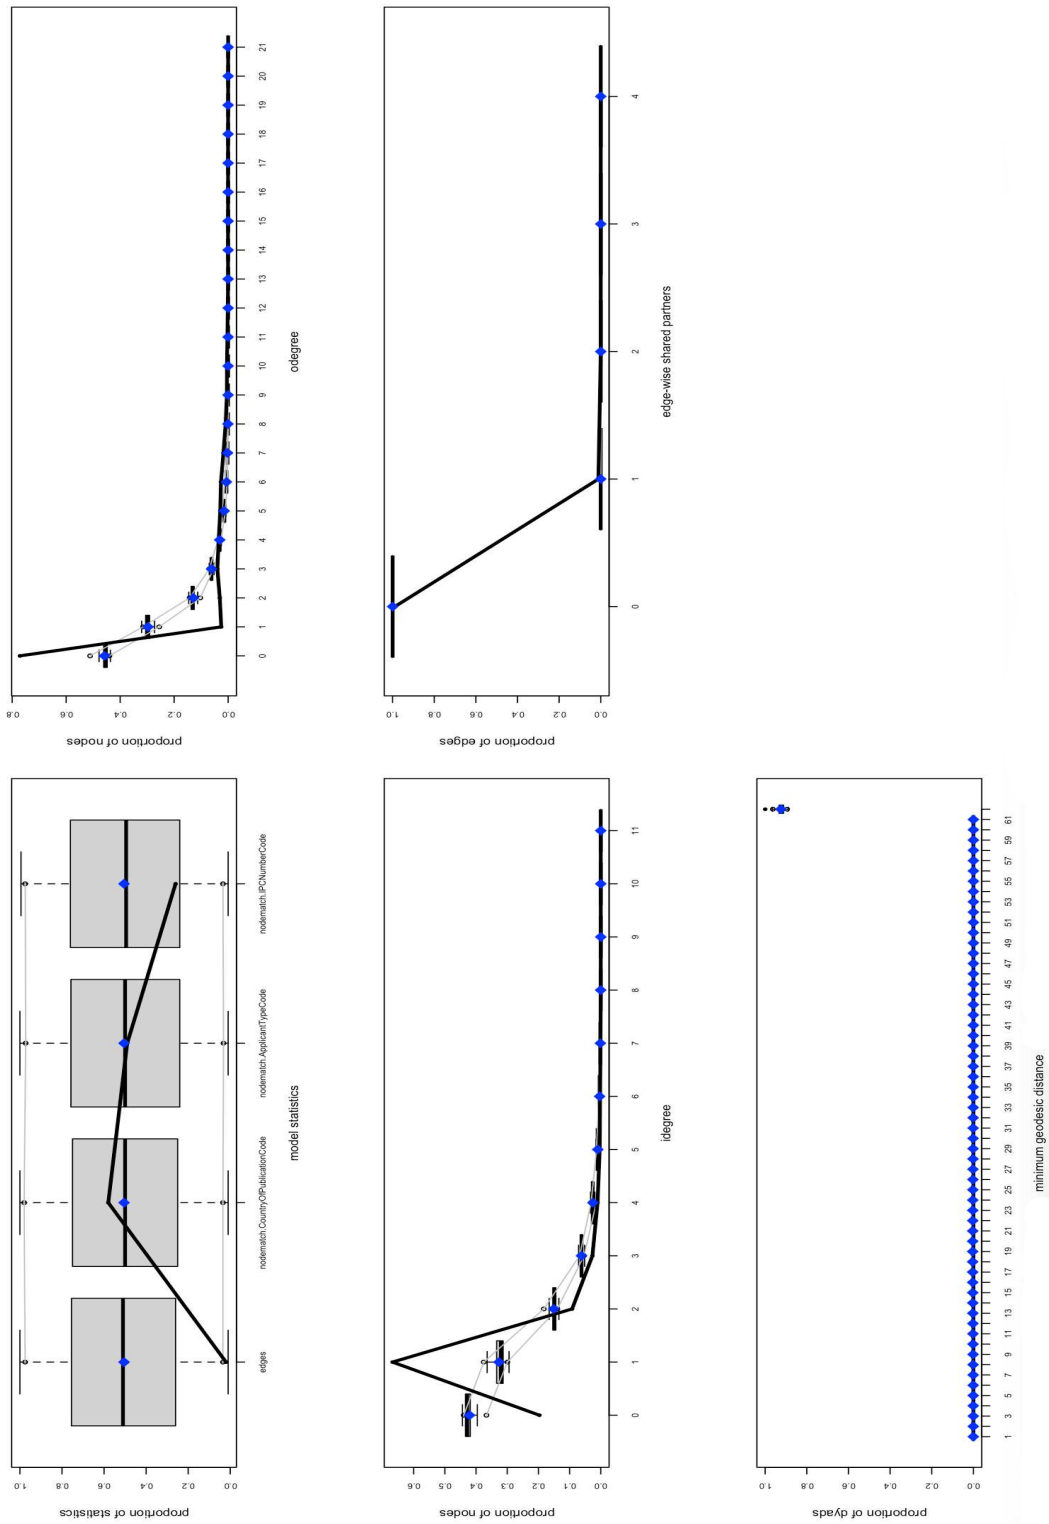 proportion of statistics
0.0 0.2 0.4 0.6 0.8 1.0
edges nodematch.CountryOfPublicationCode nodematch.ApplicantTypeCode nodematch.IPCNumberCode
model statistics
proportion of nodes
0.0 0.2 0.4 0.6 0.8
0 1 2 3 4 5 6 7 8 9 10 11 12 13 14 15 16 17 18 19 20 21
odegree
proportion of nodes
0.0 0.1 0.3 0.5
0 1 2 3 4 5 6 7 8 9 10 11
idegree
proportion of edges
0.0 0.2 0.4 0.6 0.8 1.0
0 1 2 3 4
edge-wise shared partners
proportion of dyads
0.0 0.2 0.4 0.6 0.8 1.0
1 3 5 7 9 11 13 15 17 19 21 23 25 27 29 31 33 35 37 39 41 43 45 47 49 51 53 55 57 59 61
minimum geodesic distance